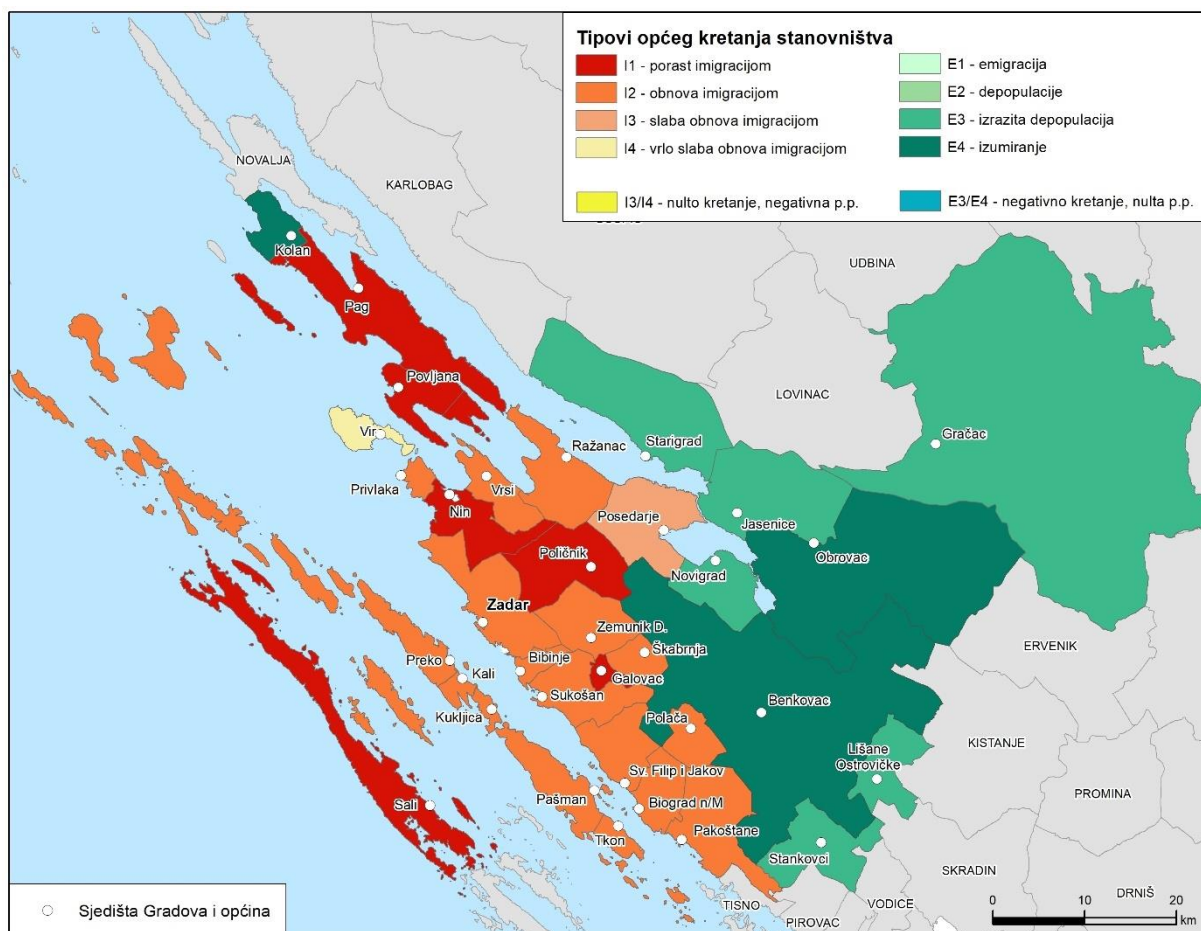 Tipovi općeg kretanja stanovništva
I1 - porast imigracijom
I2 - obnova imigracijom
I3 - slaba obnova imigracijom
I4 - vrlo slaba obnova imigracijom
I3/I4 - nulto kretanje, negativna p.p.
E1 - emigracija
E2 - depopulacije
E3 - izrazita depopulacija
E4 - izumiranje
E3/E4 - negativno kretanje, nulta p.p.
NOVALJA
KARLOBAG
UDBINA
Kolan
Pag
Povljana
LOVINAC
Vir
Ražanac
Starigrad
Gračac
Privlaka
Vrsi
Nin
Posedarje
Jasenice
Poličnik
Obrovac
Novigrad
Zadar
Zemunik D.
Škabrnja
ERVENIK
Preko
Bibinje
Kali
Galovac
Sukošan
Kukljica
Polača
Benkovac
KISTANJE
Lišane
Ostrovičke
Sv. Filip i Jakov
PROMINA
Pašman
Biograd n/M
Sali
Tkon
Pakoštane
Stankovci
SKRADIN
DRNIŠ
TISNO
VODICE
PIROVAC
Sjedišta Gradova i općina
0 10 20
km